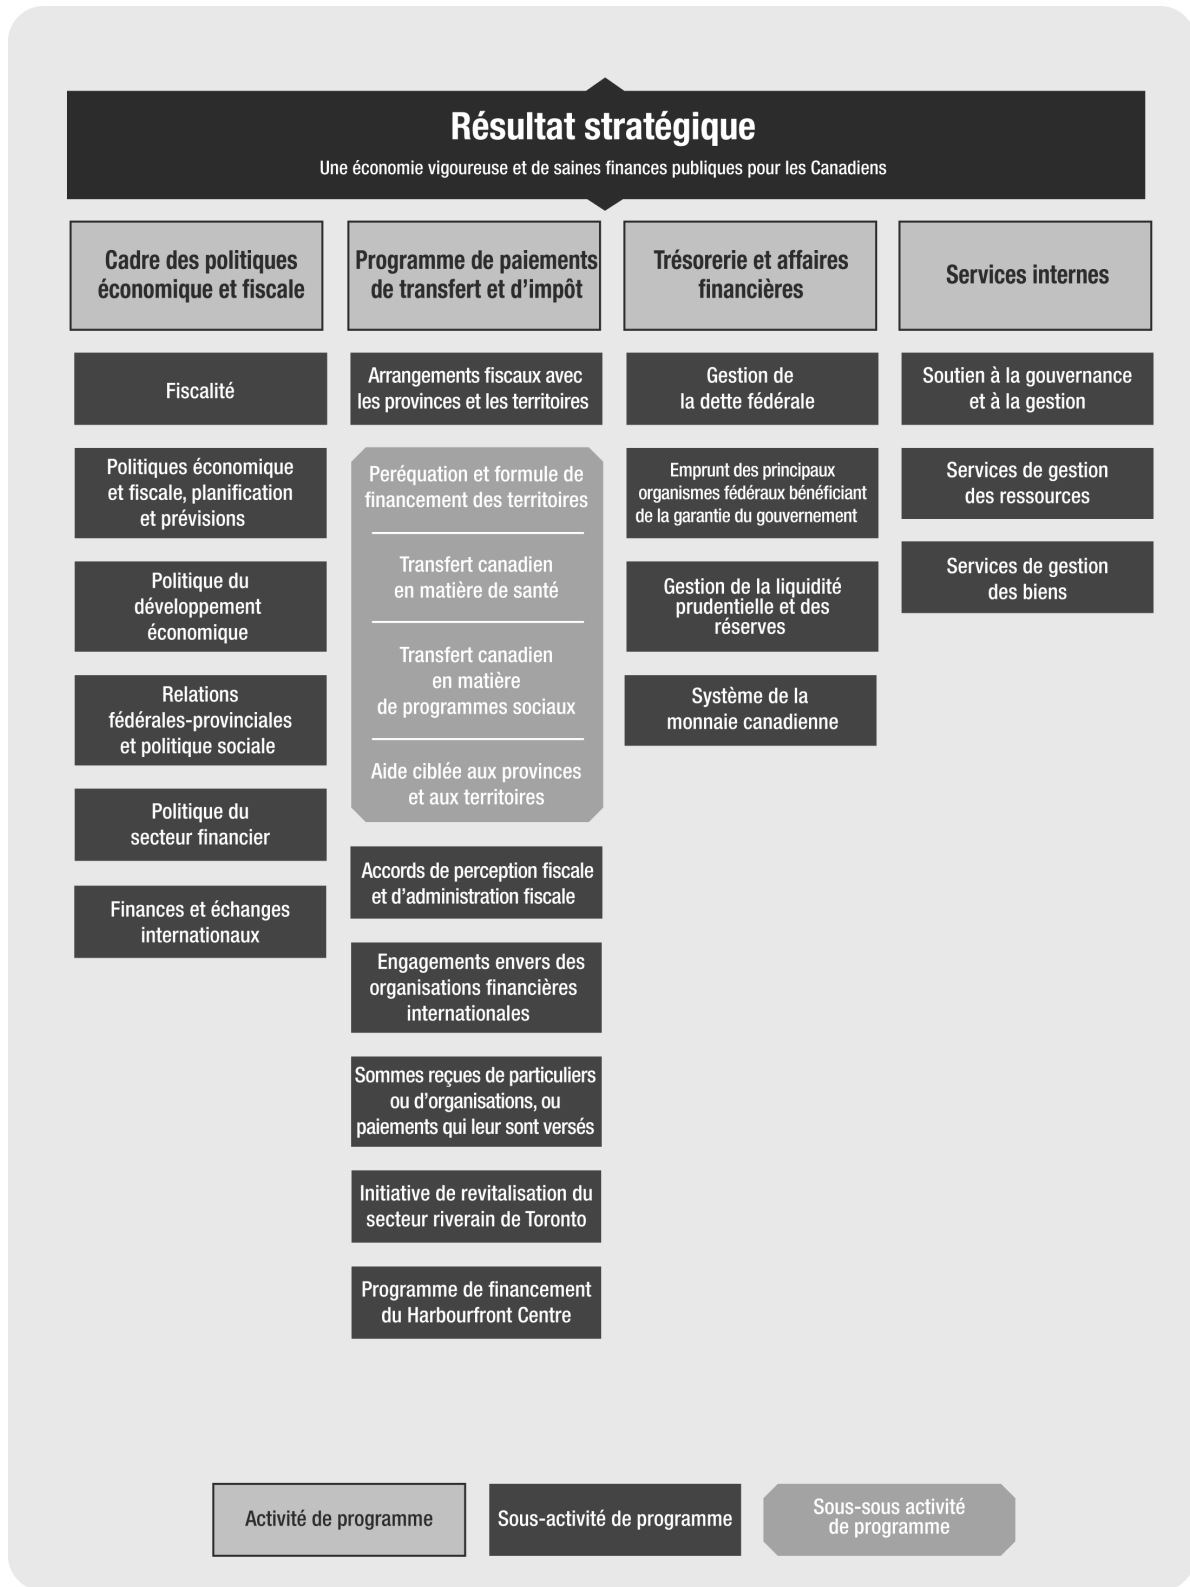 Résultat stratégique
Une économie vigoureuse et de saines finances publiques pour les Canadiens
Cadre des politiques
économique et fiscale
Fiscalité
Politiques économique
et fiscale, planification
et prévisions
Politique du
développement
économique
Relations
fédérales-provinciales
et politique sociale
Politique du
secteur financier
Finances et échanges
internationaux
Programme de paiements
de transfert et d'impôt
Arrangements fiscaux avec
les provinces et les territoires
Peréquation et formule de
financement des territoires
Transfert canadien
en matière de santé
Transfert canadien
en matière
de programmes sociaux
Aide ciblée aux provinces
et aux territoires
Accords de perception fiscale
et d'administration fiscale
Engagements envers des
organisations financières
internationales
Sommes reçues de particuliers
ou d'organisations, ou
paiements qui leur sont versés
Initiative de revitalisation du
secteur riverain de Toronto
Programme de financement
du Harbourfront Centre
Trésorerie et affaires
financières
Gestion de
la dette fédérale
Emprunt des principaux
organismes fédéraux bénéficiant
de la garantie du gouvernement
Gestion de la liquidité
prudentielle et des
réserves
Système de la
monnaie canadienne
Services internes
Soutien à la gouvernance
et à la gestion
Services de gestion
des ressources
Services de gestion
des biens
Activité de programme
Sous-activité de programme
Sous-sous activité
de programme